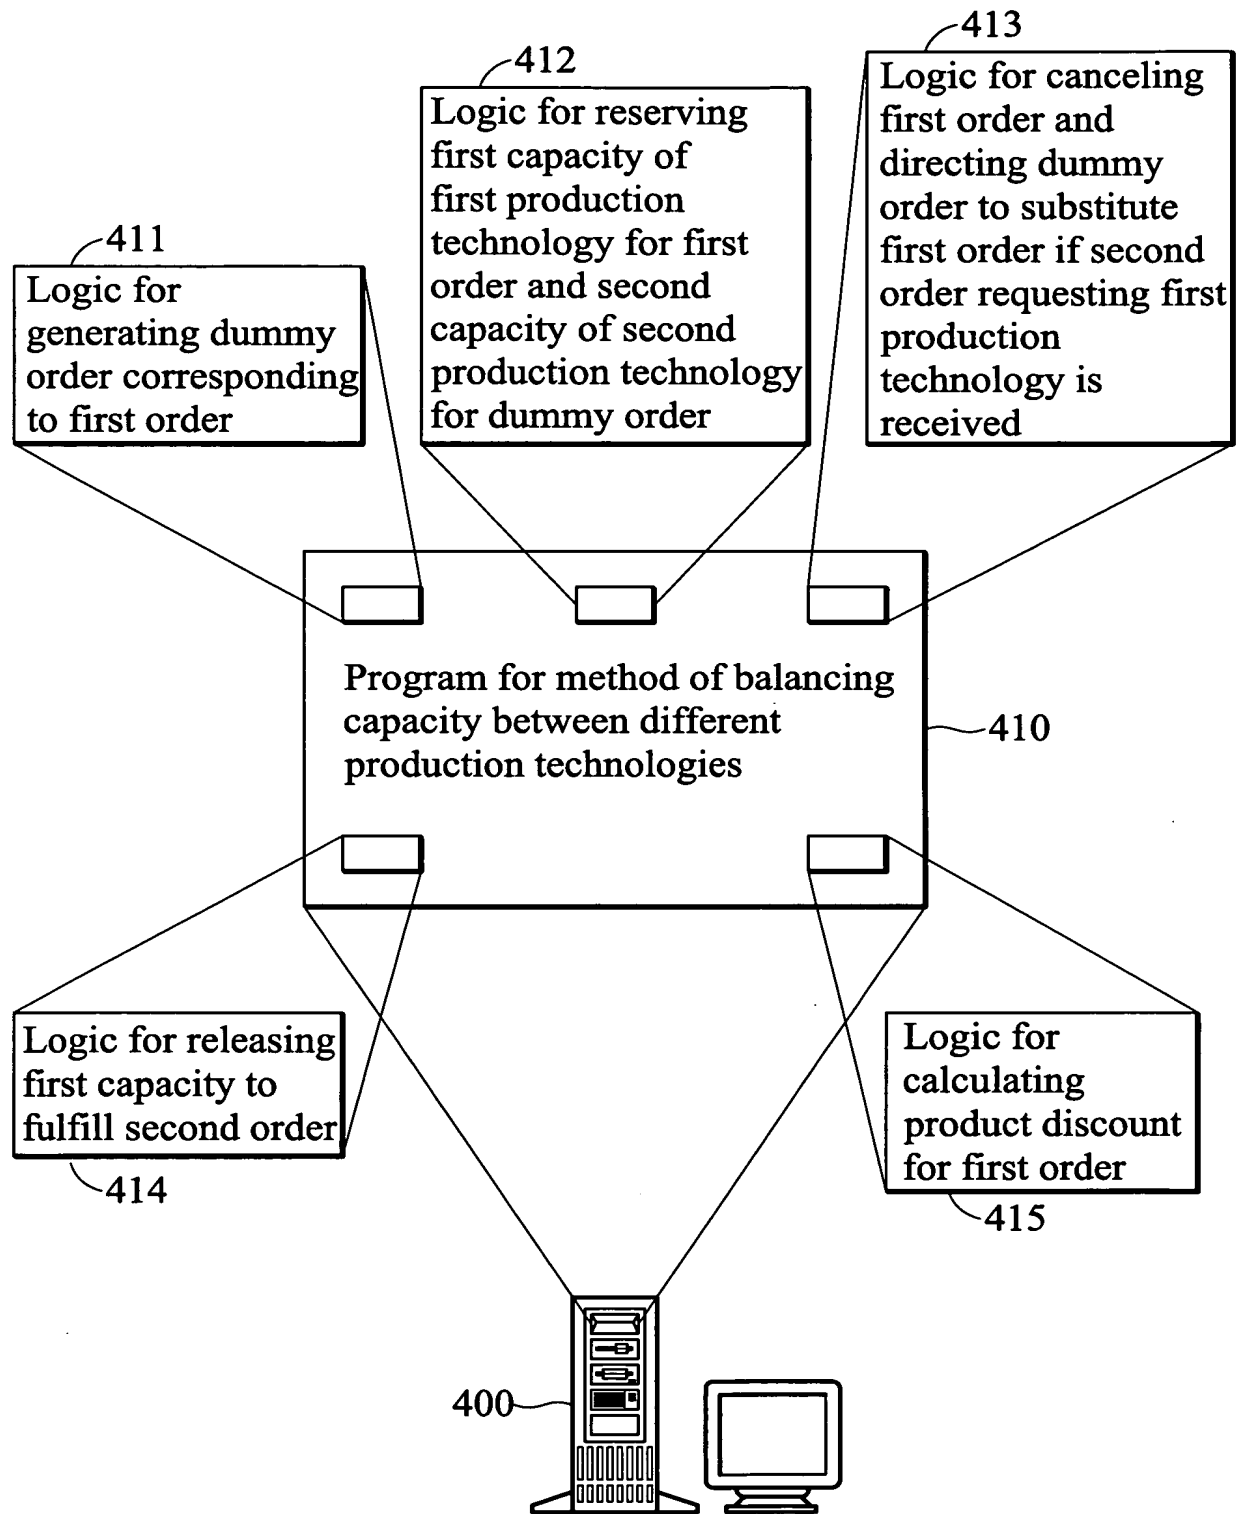 413
Logic for canceling
first order and
directing dummy
order to substitute
first order if second
order requesting first
production
technology is
received
412
Logic for reserving
first capacity of
first production
technology for first
order and second
capacity of second
production technology
for dummy order
411
Logic for
generating dummy
order corresponding
to first order
Program for method of balancing
capacity between different
production technologies
410
Logic for releasing
first capacity to
fulfill second order
414
Logic for
calculating
product discount
for first order
415
400